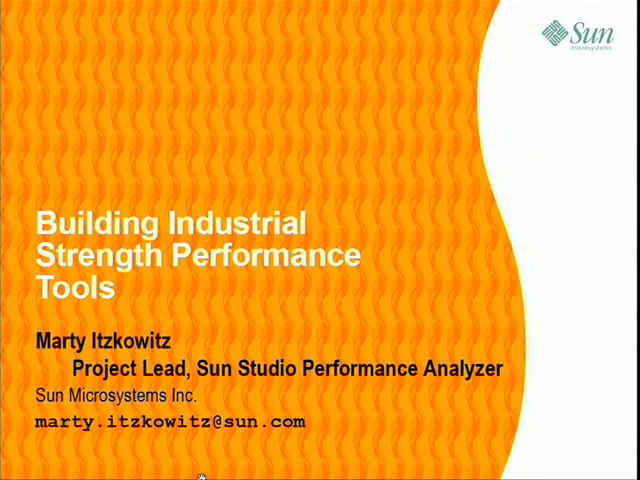 Sun
microsystems
Building Industrial
Strength Performance
Tools
Marty Itzkowitz
Project Lead, Sun Studio Performance Analyzer
Sun Microsystems Inc.
marty.itzkowitz@sun.com